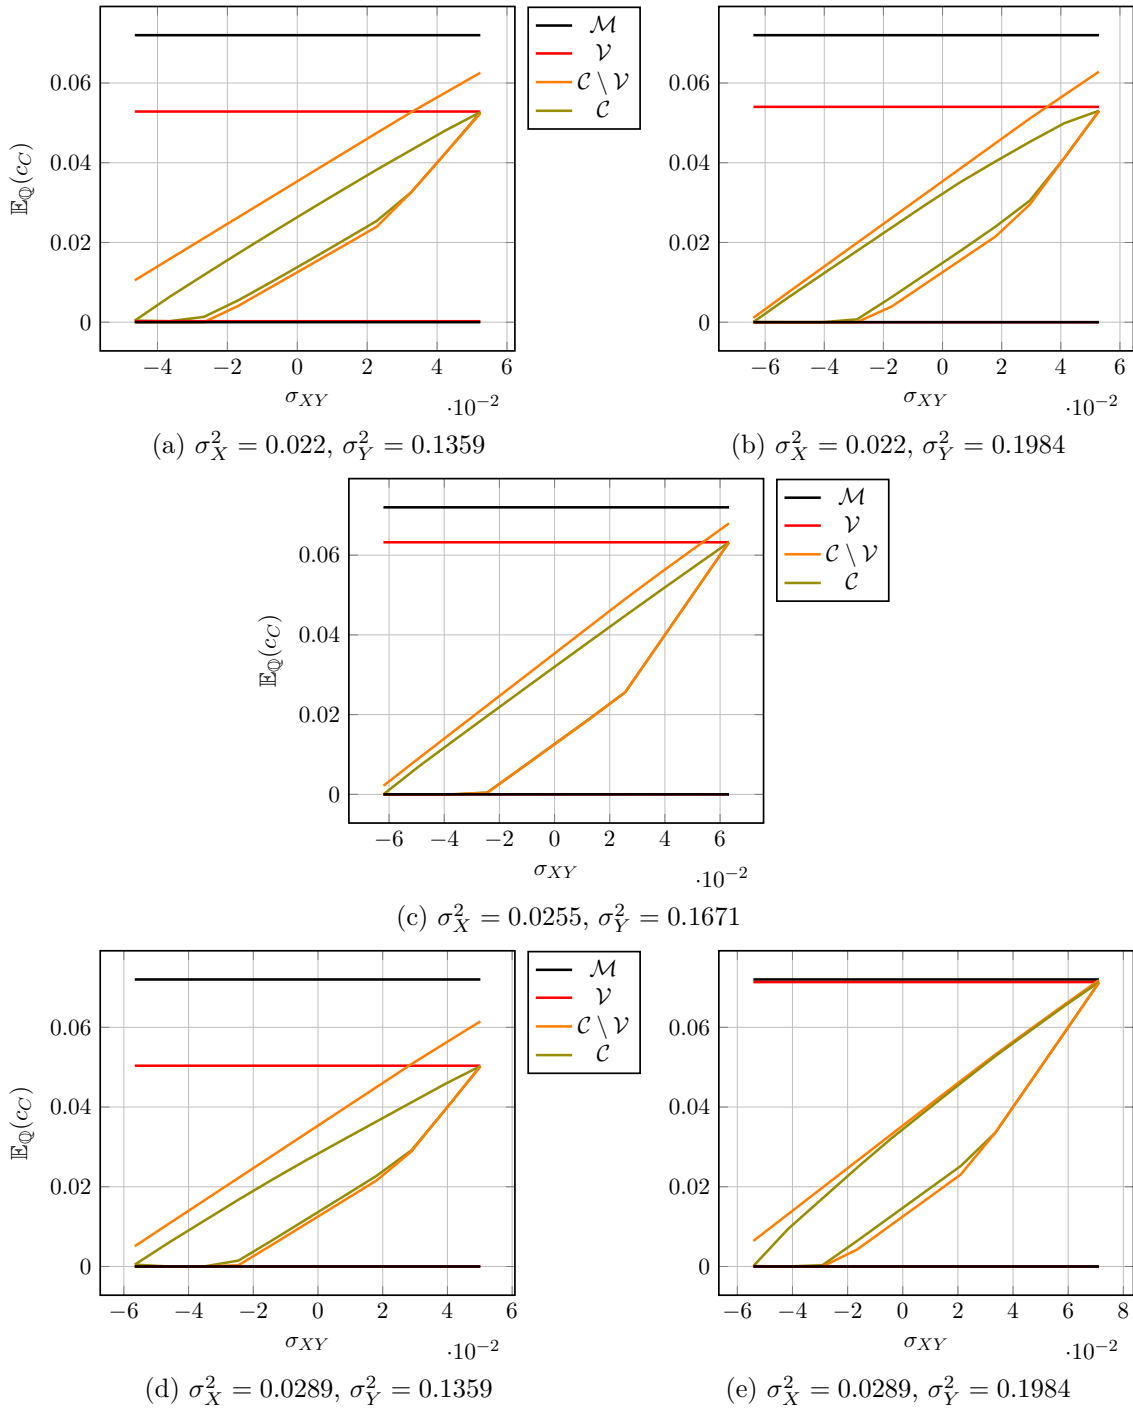 ℳ
𝒱
𝒞 \ 𝒱
𝒞
0.06
0.04
0.02
0
𝔼_ℚ(c_C)
−4 −2 0 2 4 6
σ_XY
·10⁻²
(a) σ²_X = 0.022, σ²_Y = 0.1359
0.06
0.04
0.02
0
−6 −4 −2 0 2 4 6
σ_XY
·10⁻²
(b) σ²_X = 0.022, σ²_Y = 0.1984
ℳ
𝒱
𝒞 \ 𝒱
𝒞
0.06
0.04
0.02
0
𝔼_ℚ(c_C)
−6 −4 −2 0 2 4 6
σ_XY
·10⁻²
(c) σ²_X = 0.0255, σ²_Y = 0.1671
ℳ
𝒱
𝒞 \ 𝒱
𝒞
0.06
0.04
0.02
0
𝔼_ℚ(c_C)
−6 −4 −2 0 2 4 6
σ_XY
·10⁻²
(d) σ²_X = 0.0289, σ²_Y = 0.1359
0.06
0.04
0.02
0
−6 −4 −2 0 2 4 6 8
σ_XY
·10⁻²
(e) σ²_X = 0.0289, σ²_Y = 0.1984